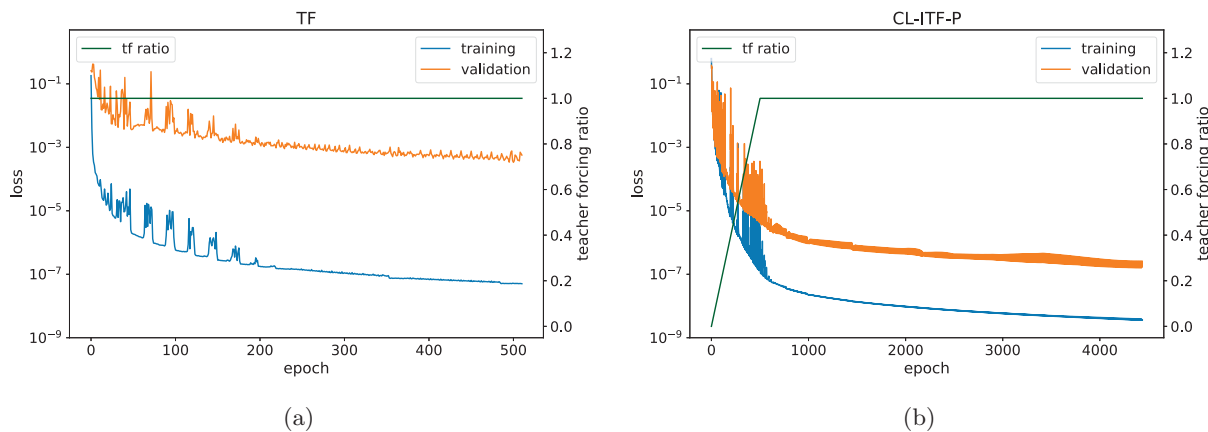 TF
tf ratio
training
validation
10⁻¹
10⁻³
10⁻⁵
10⁻⁷
10⁻⁹
loss
1.2
1.0
0.8
0.6
0.4
0.2
0.0
teacher forcing ratio
0 100 200 300 400 500
epoch
(a)
CL-ITF-P
tf ratio
training
validation
10⁻¹
10⁻³
10⁻⁵
10⁻⁷
10⁻⁹
loss
1.2
1.0
0.8
0.6
0.4
0.2
0.0
teacher forcing ratio
0 1000 2000 3000 4000
epoch
(b)